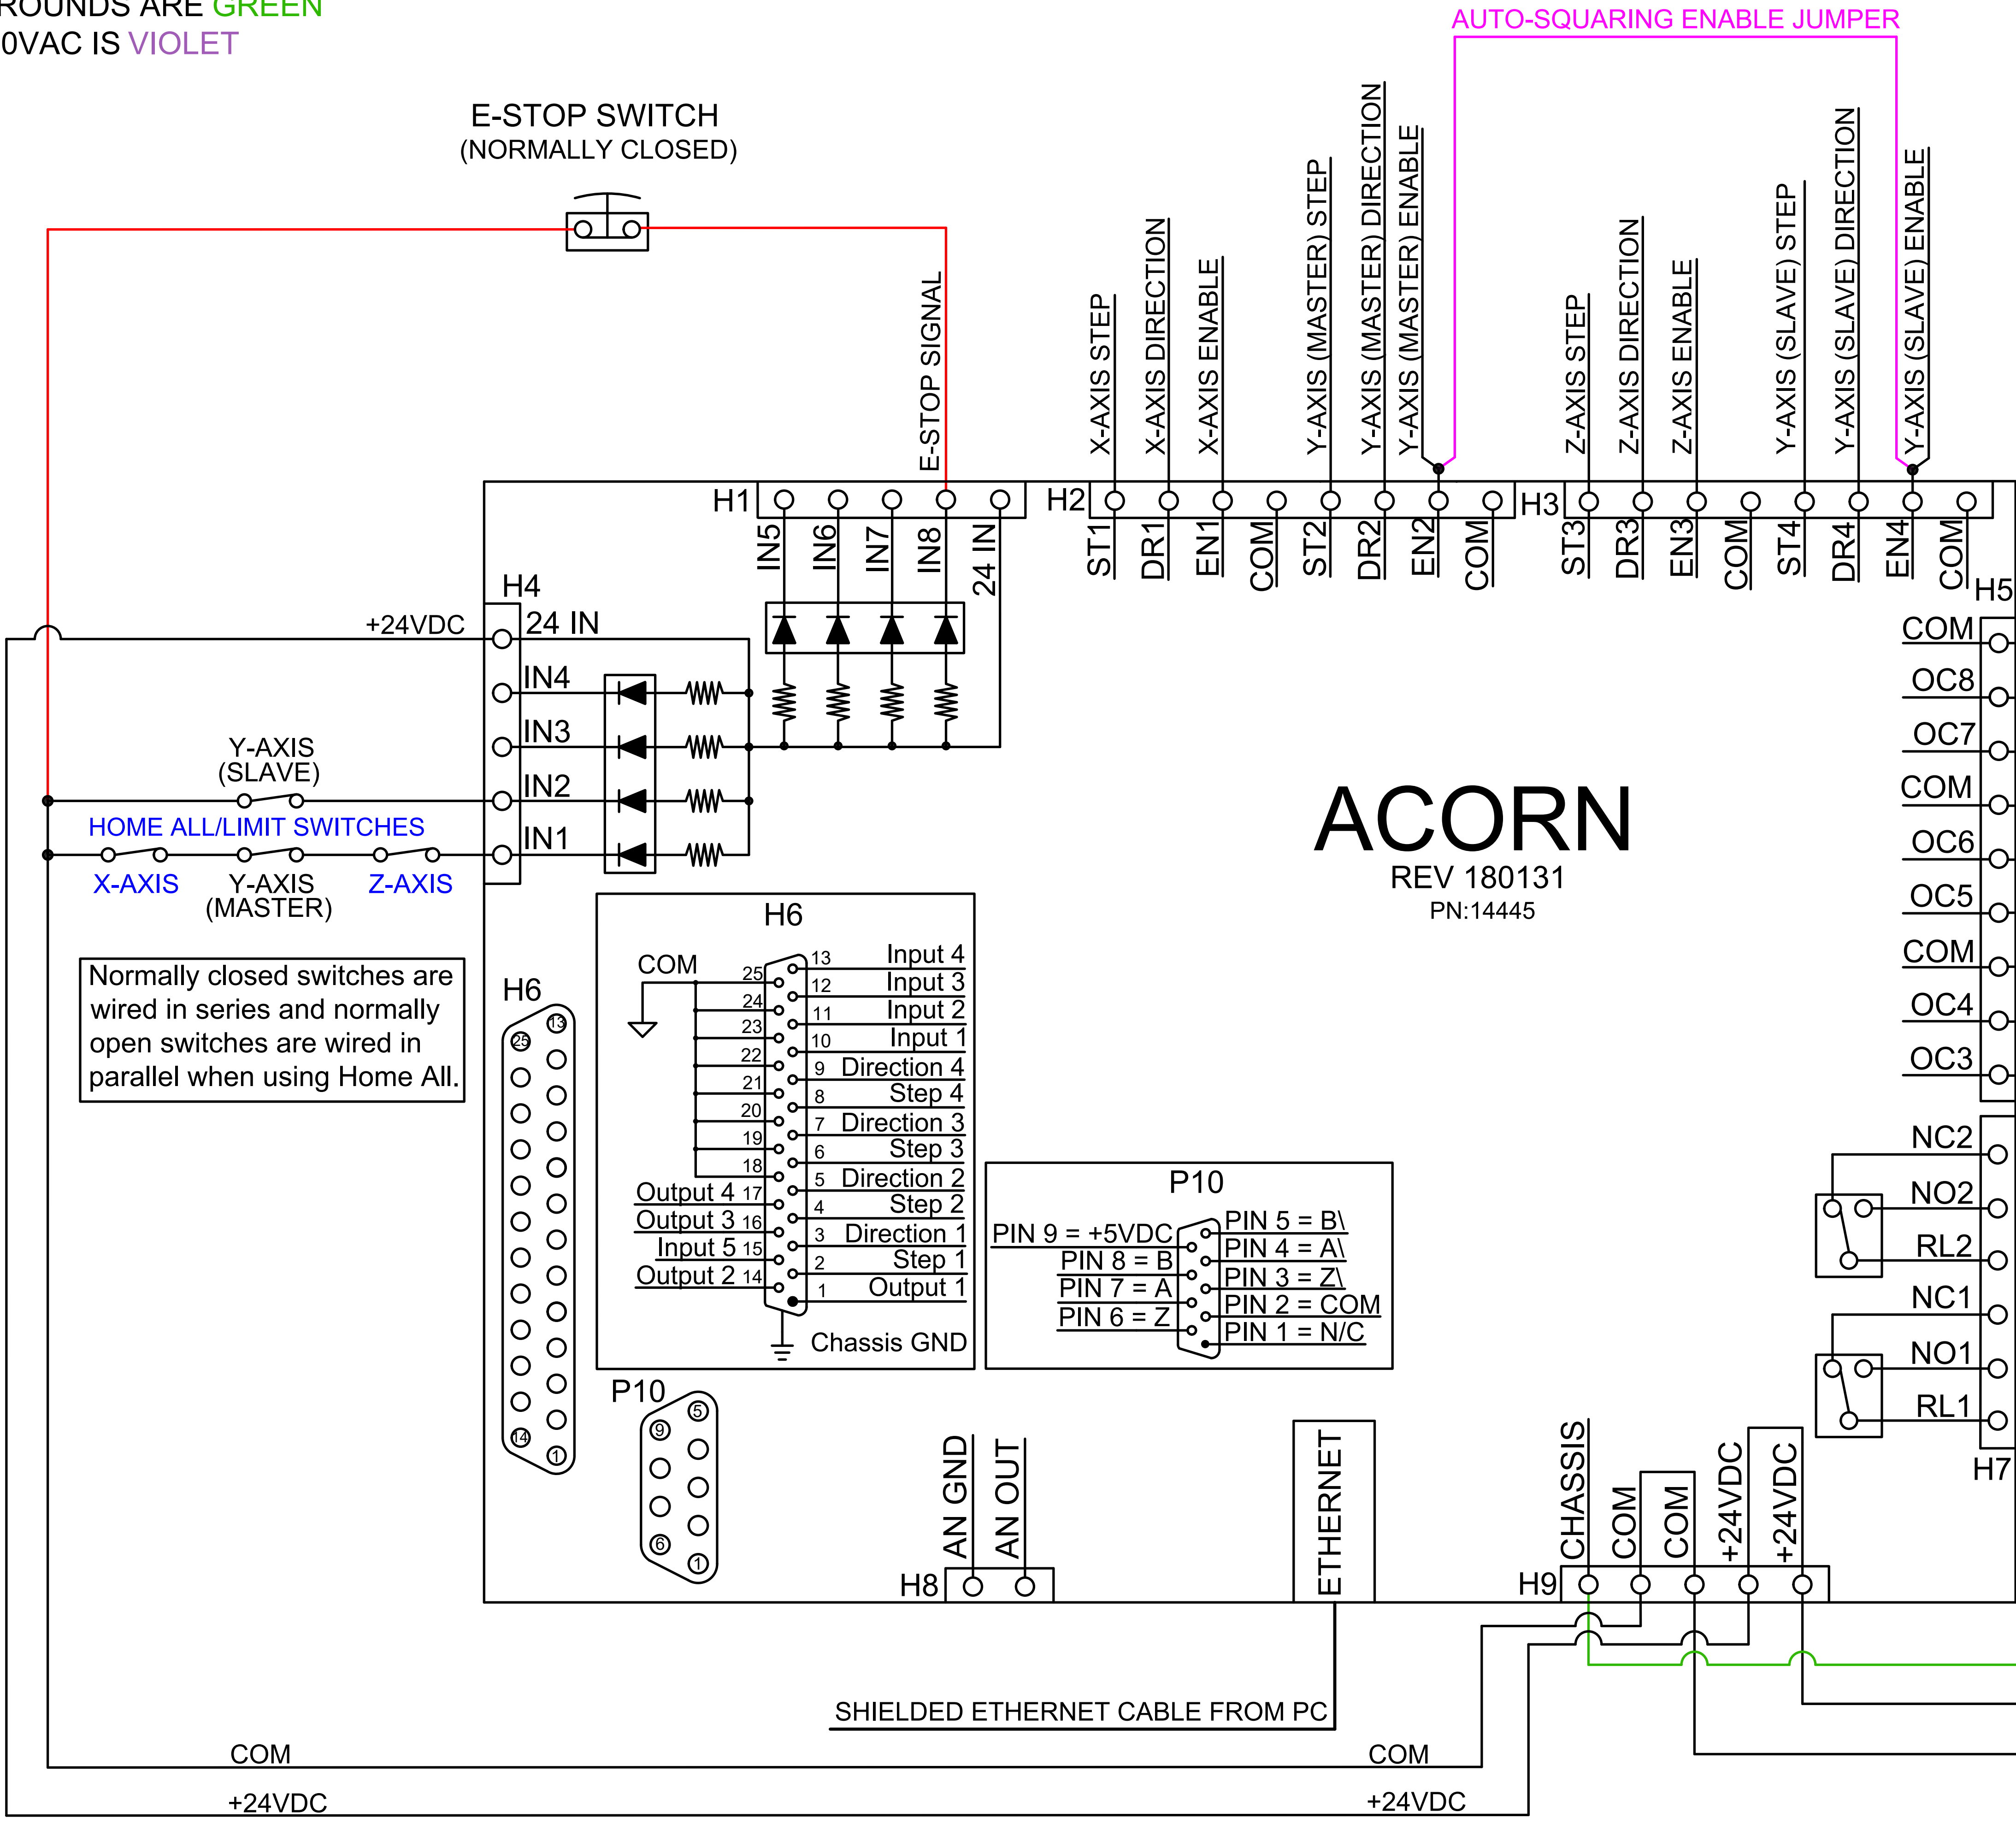 ROUNDS ARE GREEN
0VAC IS VIOLET
AUTO-SQUARING ENABLE JUMPER
E-STOP SWITCH
(NORMALLY CLOSED)
E-STOP SIGNAL
X-AXIS STEP
X-AXIS DIRECTION
X-AXIS ENABLE
Y-AXIS (MASTER) STEP
Y-AXIS (MASTER) DIRECTION
Y-AXIS (MASTER) ENABLE
Z-AXIS STEP
Z-AXIS DIRECTION
Z-AXIS ENABLE
Y-AXIS (SLAVE) STEP
Y-AXIS (SLAVE) DIRECTION
Y-AXIS (SLAVE) ENABLE
H1
IN5
IN6
IN7
IN8
24 IN
H2
ST1
DR1
EN1
COM
ST2
DR2
EN2
COM
H3
ST3
DR3
EN3
COM
ST4
DR4
EN4
COM
H4
+24VDC
24 IN
IN4
IN3
IN2
IN1
Y-AXIS
(SLAVE)
HOME ALL/LIMIT SWITCHES
X-AXIS
Y-AXIS
(MASTER)
Z-AXIS
Normally closed switches are
wired in series and normally
open switches are wired in
parallel when using Home All.
ACORN
REV 180131
PN:14445
H5
COM
OC8
OC7
COM
OC6
OC5
COM
OC4
OC3
NC2
NO2
RL2
NC1
NO1
RL1
H7
H6
13
25
14
1
H6
COM
25
24
23
22
21
20
19
18
Output 4 17
Output 3 16
Input 5 15
Output 2 14
13 Input 4
12 Input 3
11 Input 2
10 Input 1
9 Direction 4
8 Step 4
7 Direction 3
6 Step 3
5 Direction 2
4 Step 2
3 Direction 1
2 Step 1
1 Output 1
Chassis GND
P10
PIN 9 = +5VDC
PIN 8 = B
PIN 7 = A
PIN 6 = Z
PIN 5 = B\
PIN 4 = A\
PIN 3 = Z\
PIN 2 = COM
PIN 1 = N/C
P10
5
9
6
1
AN GND
AN OUT
H8
ETHERNET
CHASSIS
COM
COM
+24VDC
+24VDC
H9
SHIELDED ETHERNET CABLE FROM PC
COM
COM
+24VDC
+24VDC